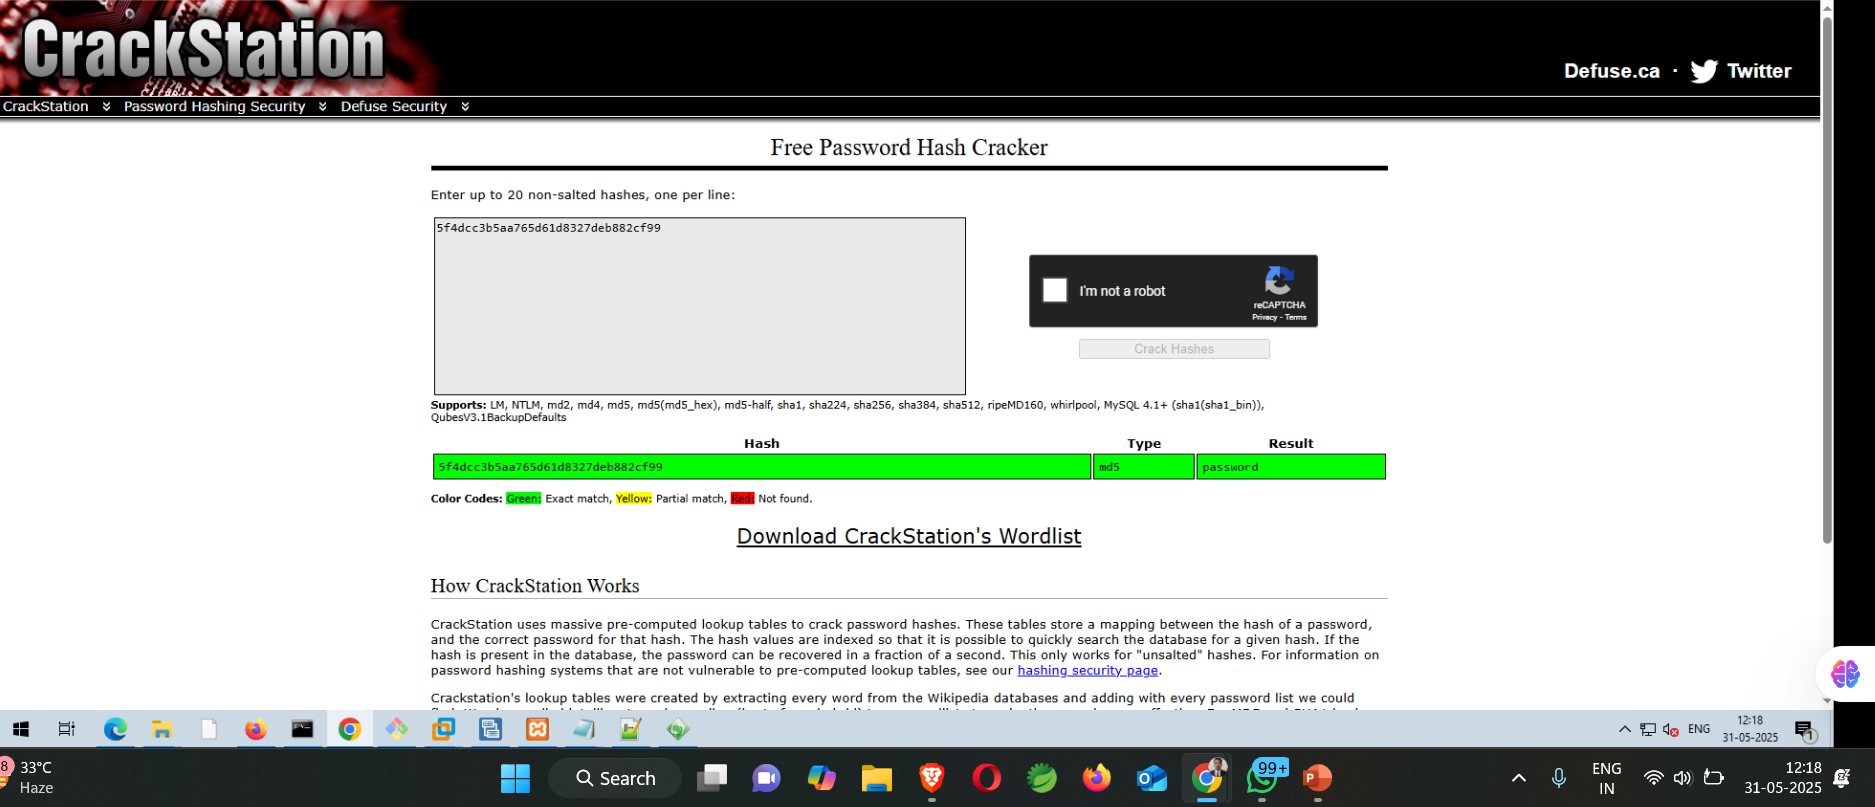 CrackStation
Defuse.ca · Twitter
CrackStation Password Hashing Security Defuse Security
Free Password Hash Cracker
Enter up to 20 non-salted hashes, one per line:
5f4dcc3b5aa765d61d8327deb882cf99
I'm not a robot
reCAPTCHA
Privacy - Terms
Crack Hashes
Supports: LM, NTLM, md2, md4, md5, md5(md5_hex), md5-half, sha1, sha224, sha256, sha384, sha512, ripeMD160, whirlpool, MySQL 4.1+ (sha1(sha1_bin)),
QubesV3.1BackupDefaults
Hash Type Result
5f4dcc3b5aa765d61d8327deb882cf99 md5 password
Color Codes: Green: Exact match, Yellow: Partial match, Red: Not found.
Download CrackStation's Wordlist
How CrackStation Works
CrackStation uses massive pre-computed lookup tables to crack password hashes. These tables store a mapping between the hash of a password,
and the correct password for that hash. The hash values are indexed so that it is possible to quickly search the database for a given hash. If the
hash is present in the database, the password can be recovered in a fraction of a second. This only works for "unsalted" hashes. For information on
password hashing systems that are not vulnerable to pre-computed lookup tables, see our hashing security page.
Crackstation's lookup tables were created by extracting every word from the Wikipedia databases and adding with every password list we could
ENG
12:18
31-05-2025
1
8
33°C
Haze
Search
99+
P
ENG
IN
12:18
31-05-2025